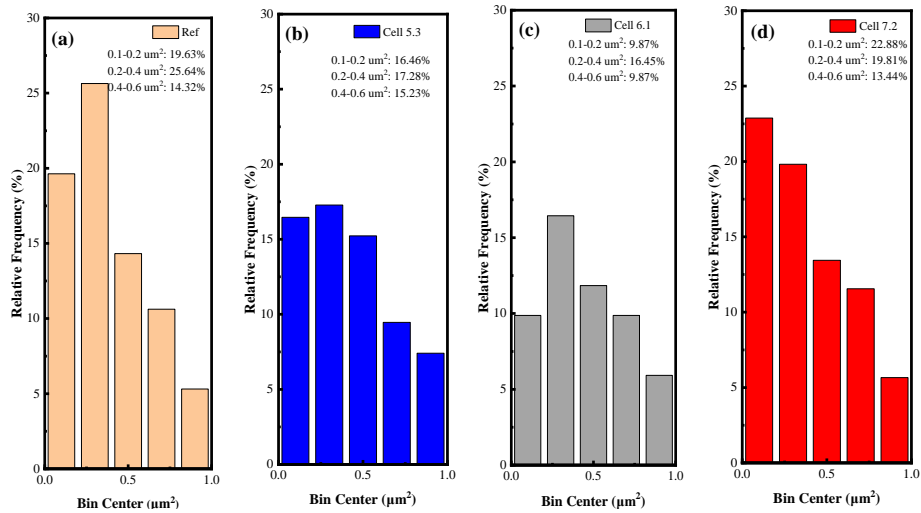 (a)
Ref
0.1-0.2 um²: 19.63%
0.2-0.4 um²: 25.64%
0.4-0.6 um²: 14.32%
30
25
20
15
10
5
0
Relative Frequency (%)
0.0
0.5
1.0
Bin Center (µm²)
(b)
Cell 5.3
0.1-0.2 um²: 16.46%
0.2-0.4 um²: 17.28%
0.4-0.6 um²: 15.23%
30
25
20
15
10
5
0
Relative Frequency (%)
0.0
0.5
1.0
Bin Center (µm²)
(c)
Cell 6.1
0.1-0.2 um²: 9.87%
0.2-0.4 um²: 16.45%
0.4-0.6 um²: 9.87%
30
25
20
15
10
5
0
Relative Frequency (%)
0.0
0.5
1.0
Bin Center (µm²)
(d)
Cell 7.2
0.1-0.2 um²: 22.88%
0.2-0.4 um²: 19.81%
0.4-0.6 um²: 13.44%
30
25
20
15
10
5
0
Relative Frequency (%)
0.0
0.5
1.0
Bin Center (µm²)